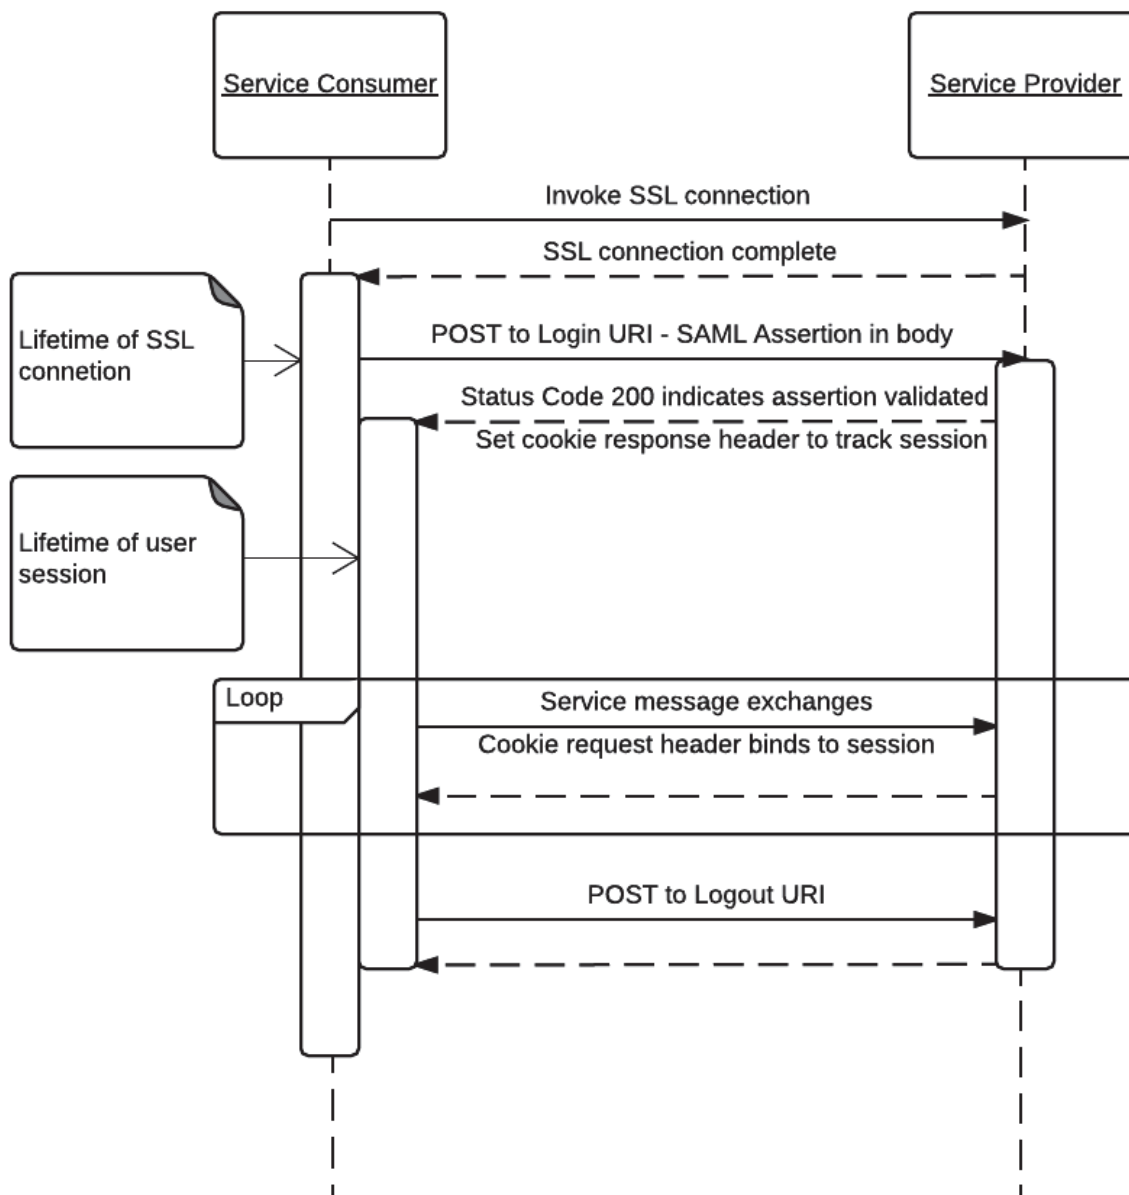 Service Consumer
Service Provider
Invoke SSL connection
SSL connection complete
Lifetime of SSL
connetion
POST to Login URI - SAML Assertion in body
Status Code 200 indicates assertion validated
Set cookie response header to track session
Lifetime of user
session
Loop
Service message exchanges
Cookie request header binds to session
POST to Logout URI